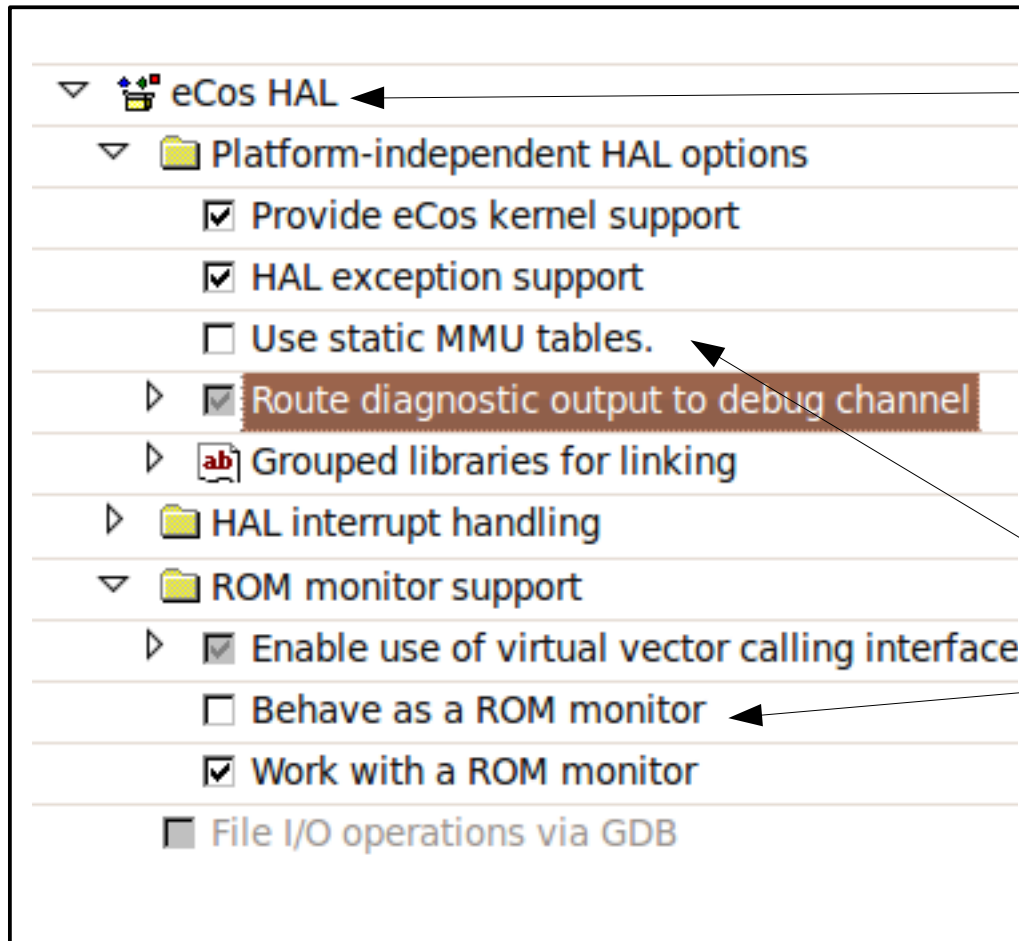 eCos HAL
Platform-independent HAL options
Provide eCos kernel support
HAL exception support
Use static MMU tables.
Route diagnostic output to debug channel
ab Grouped libraries for linking
HAL interrupt handling
ROM monitor support
Enable use of virtual vector calling interface
Behave as a ROM monitor
Work with a ROM monitor
File I/O operations via GDB